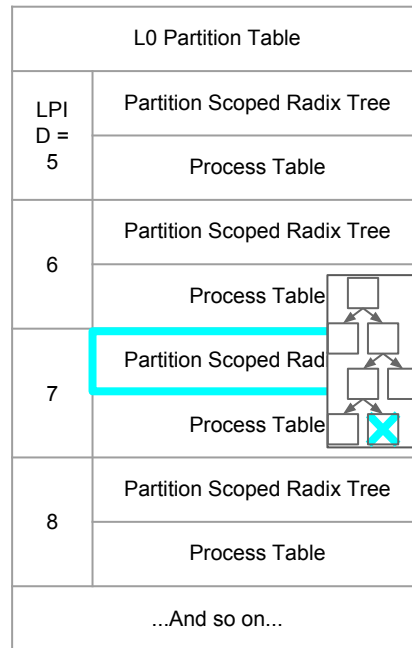 L0 Partition Table
LPI
D =
5
Partition Scoped Radix Tree
Process Table
6
Partition Scoped Radix Tree
Process Table
7
Partition Scoped Rad
Process Table
8
Partition Scoped Radix Tree
Process Table
...And so on...